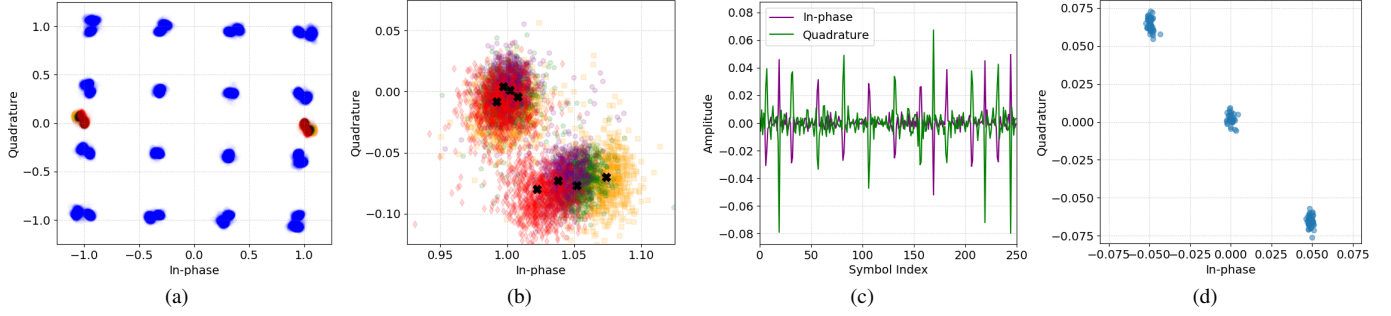 1.0
0.5
0.0
−0.5
−1.0
Quadrature
−1.0 −0.5 0.0 0.5 1.0
In-phase
(a)
0.05
0.00
−0.05
−0.10
Quadrature
0.95 1.00 1.05 1.10
In-phase
(b)
0.08
0.06
0.04
0.02
0.00
−0.02
−0.04
−0.06
−0.08
Amplitude
In-phase
Quadrature
0 50 100 150 200 250
Symbol Index
(c)
0.075
0.050
0.025
0.000
−0.025
−0.050
−0.075
Quadrature
−0.075 −0.050 −0.025 0.000 0.025 0.050 0.075
In-phase
(d)